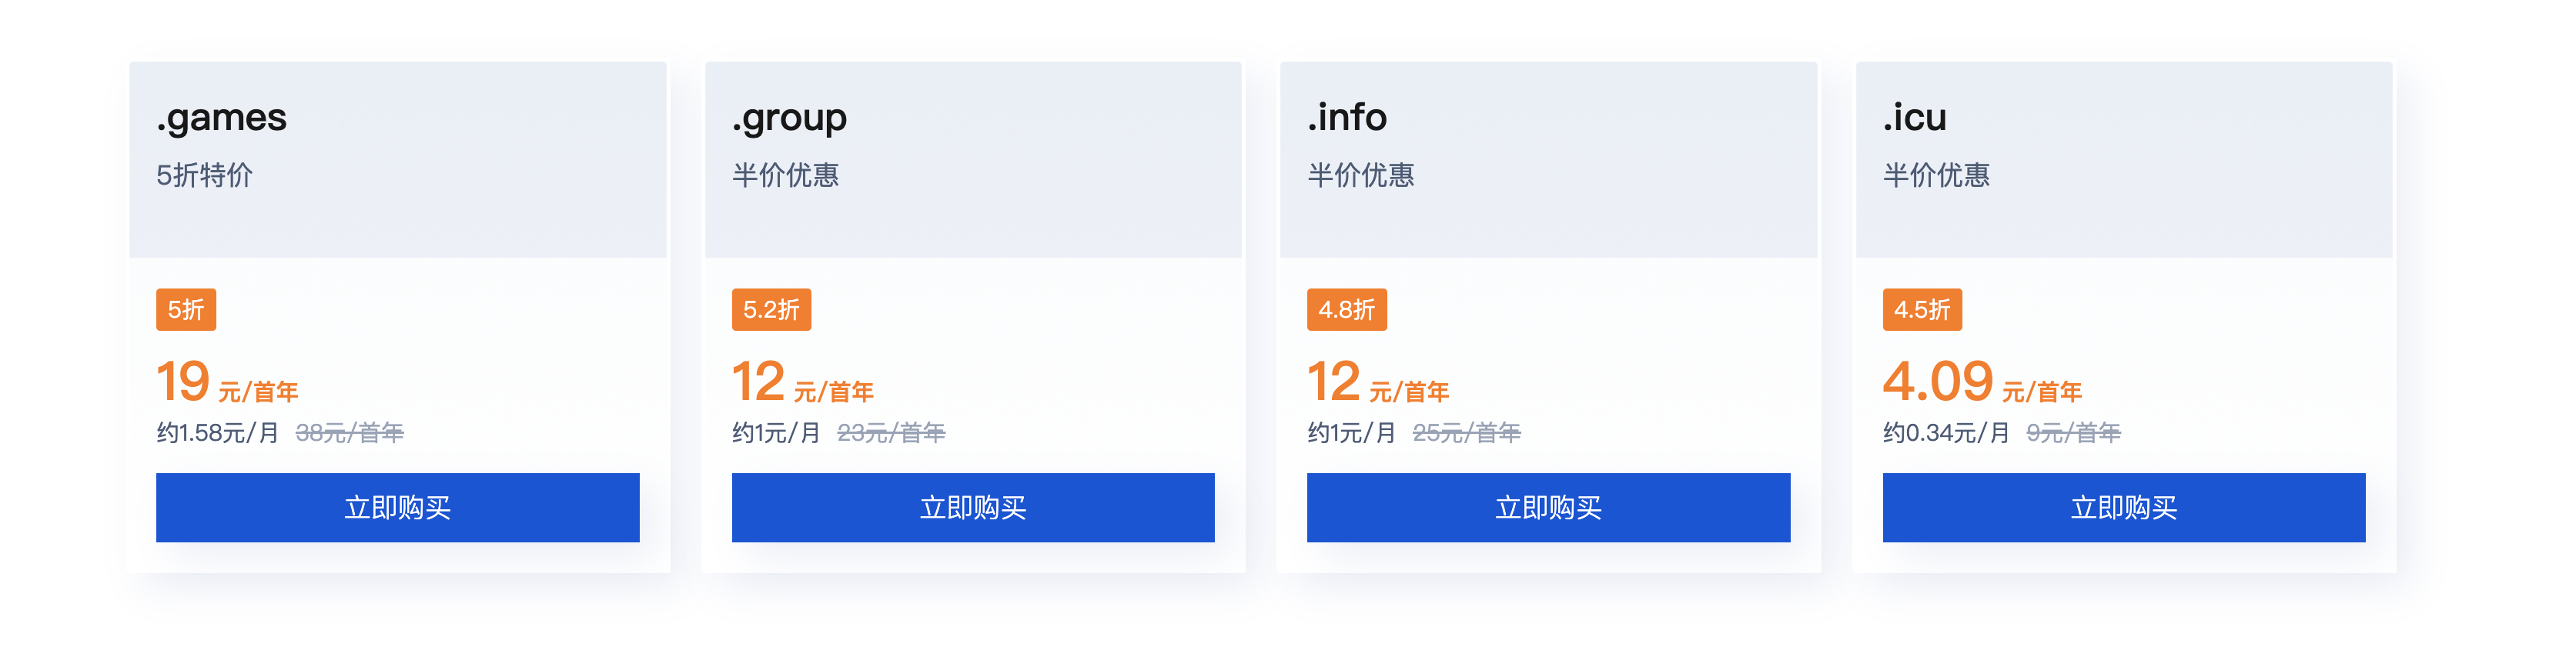 .games
5折特价
5折
19 元/首年
约1.58元/月 38元/首年
立即购买
.group
半价优惠
5.2折
12 元/首年
约1元/月 23元/首年
立即购买
.info
半价优惠
4.8折
12 元/首年
约1元/月 25元/首年
立即购买
.icu
半价优惠
4.5折
4.09 元/首年
约0.34元/月 9元/首年
立即购买